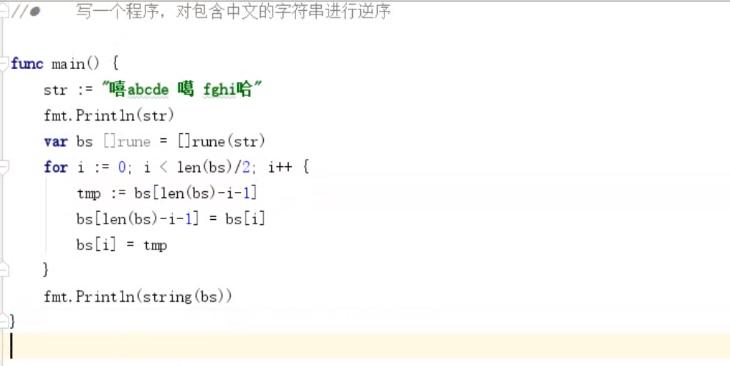 //●    写一个程序，对包含中文的字符串进行逆序
func main() {
    str := "嘻abcde 噶 fghi哈"
    fmt.Println(str)
    var bs []rune = []rune(str)
    for i := 0; i < len(bs)/2; i++ {
        tmp := bs[len(bs)-i-1]
        bs[len(bs)-i-1] = bs[i]
        bs[i] = tmp
    }
    fmt.Println(string(bs))
}